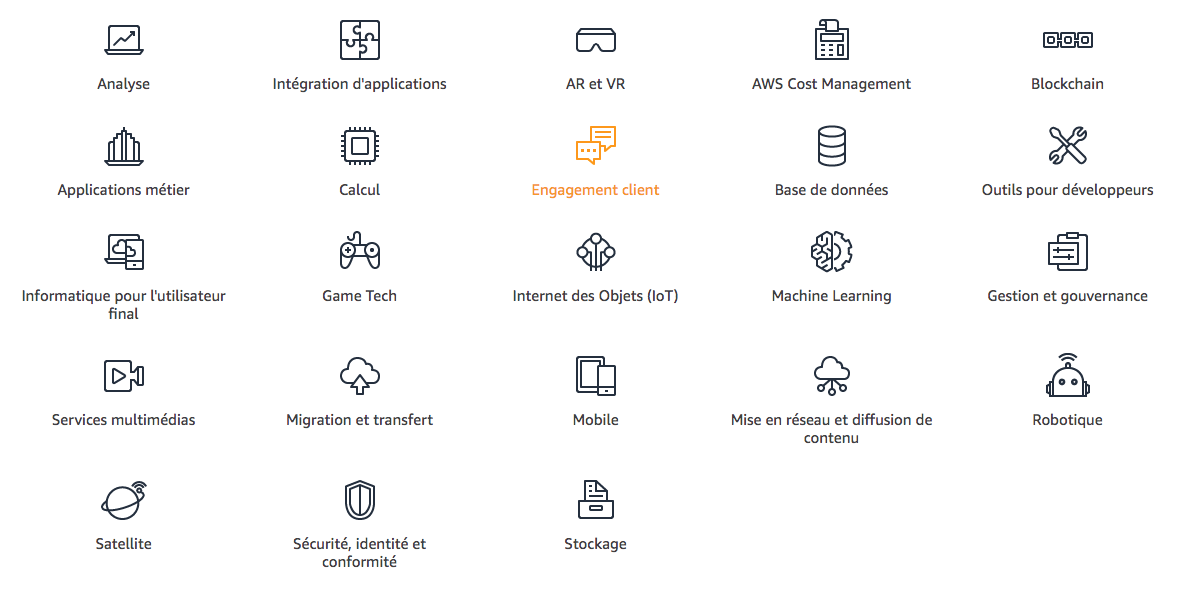 Analyse
Intégration d'applications
AR et VR
AWS Cost Management
Blockchain
Applications métier
Calcul
Engagement client
Base de données
Outils pour développeurs
Informatique pour l'utilisateur
final
Game Tech
Internet des Objets (IoT)
Machine Learning
Gestion et gouvernance
Services multimédias
Migration et transfert
Mobile
Mise en réseau et diffusion de
contenu
Robotique
Satellite
Sécurité, identité et
conformité
Stockage